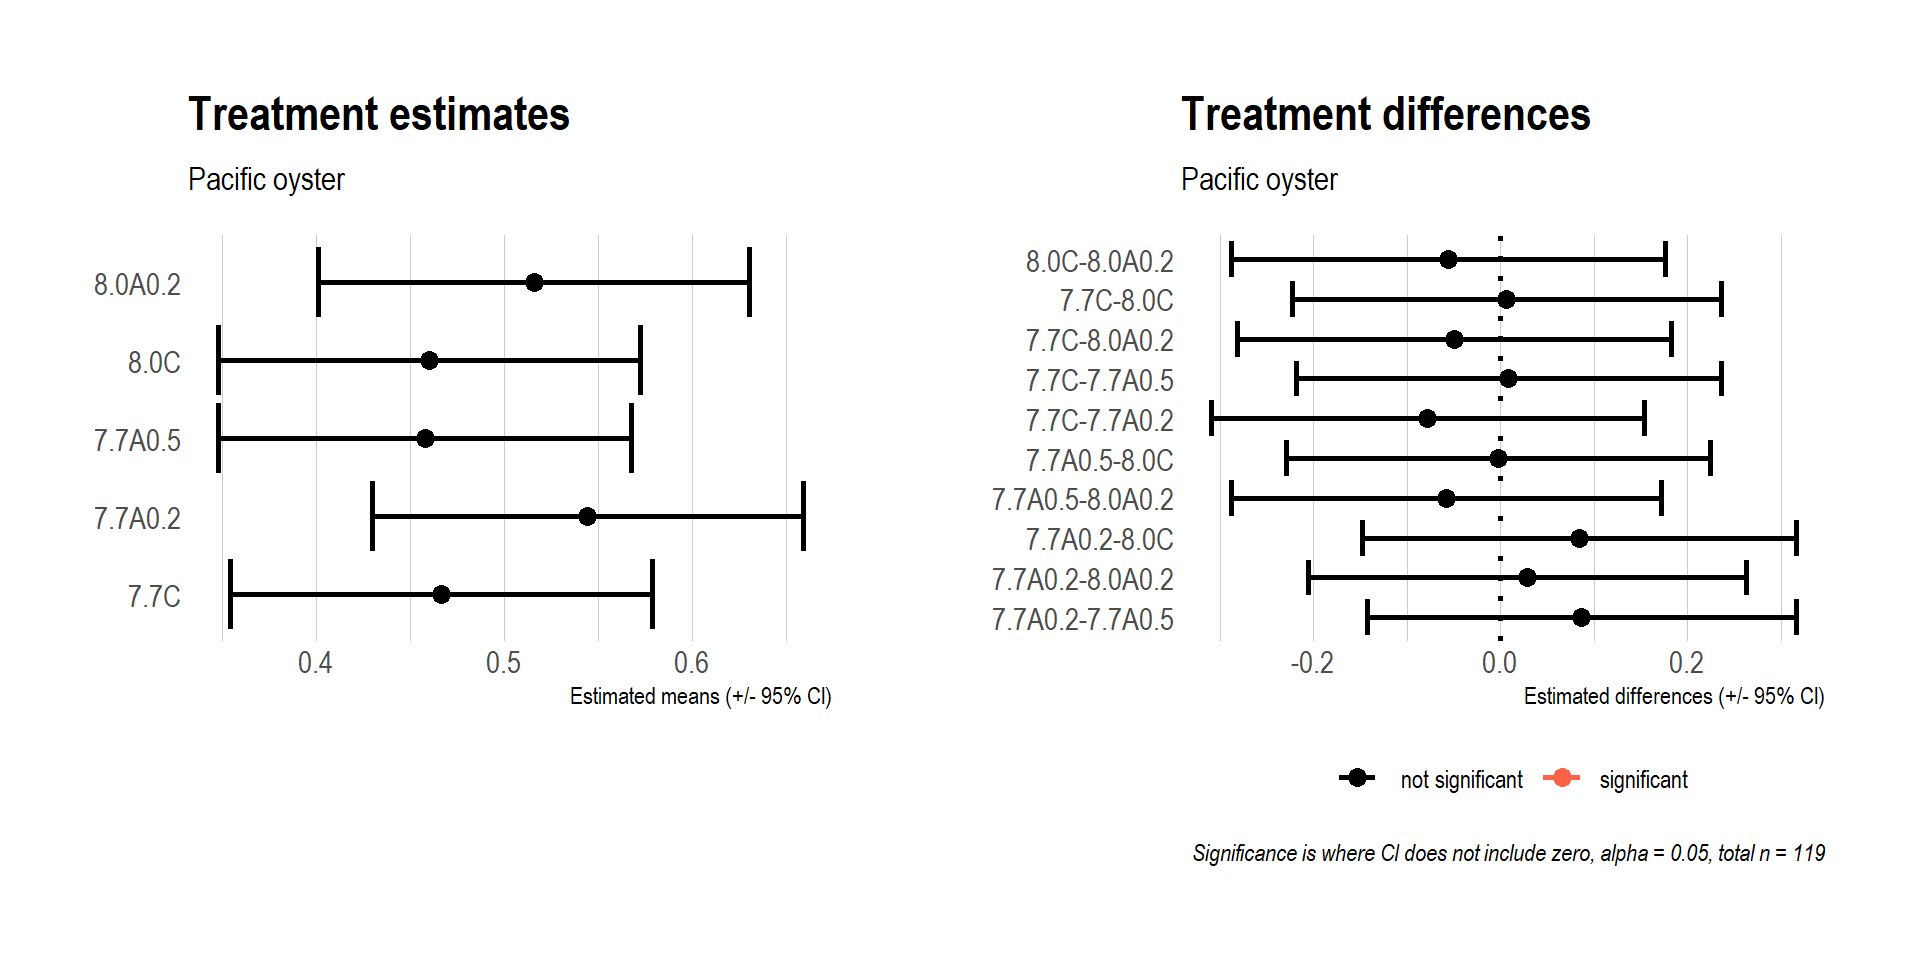 Treatment estimates
Pacific oyster
8.0A0.2
8.0C
7.7A0.5
7.7A0.2
7.7C
0.4 0.5 0.6
Estimated means (+/- 95% CI)
Treatment differences
Pacific oyster
8.0C-8.0A0.2
7.7C-8.0C
7.7C-8.0A0.2
7.7C-7.7A0.5
7.7C-7.7A0.2
7.7A0.5-8.0C
7.7A0.5-8.0A0.2
7.7A0.2-8.0C
7.7A0.2-8.0A0.2
7.7A0.2-7.7A0.5
-0.2 0.0 0.2
Estimated differences (+/- 95% CI)
not significant significant
Significance is where CI does not include zero, alpha = 0.05, total n = 119